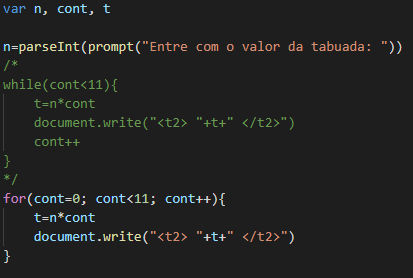 var n, cont, t
n=parseInt(prompt("Entre com o valor da tabuada: "))
/*
while(cont<11){
    t=n*cont
    document.write("<t2> "+t+" </t2>")
    cont++
}
*/
for(cont=0; cont<11; cont++){
    t=n*cont
    document.write("<t2> "+t+" </t2>")
}